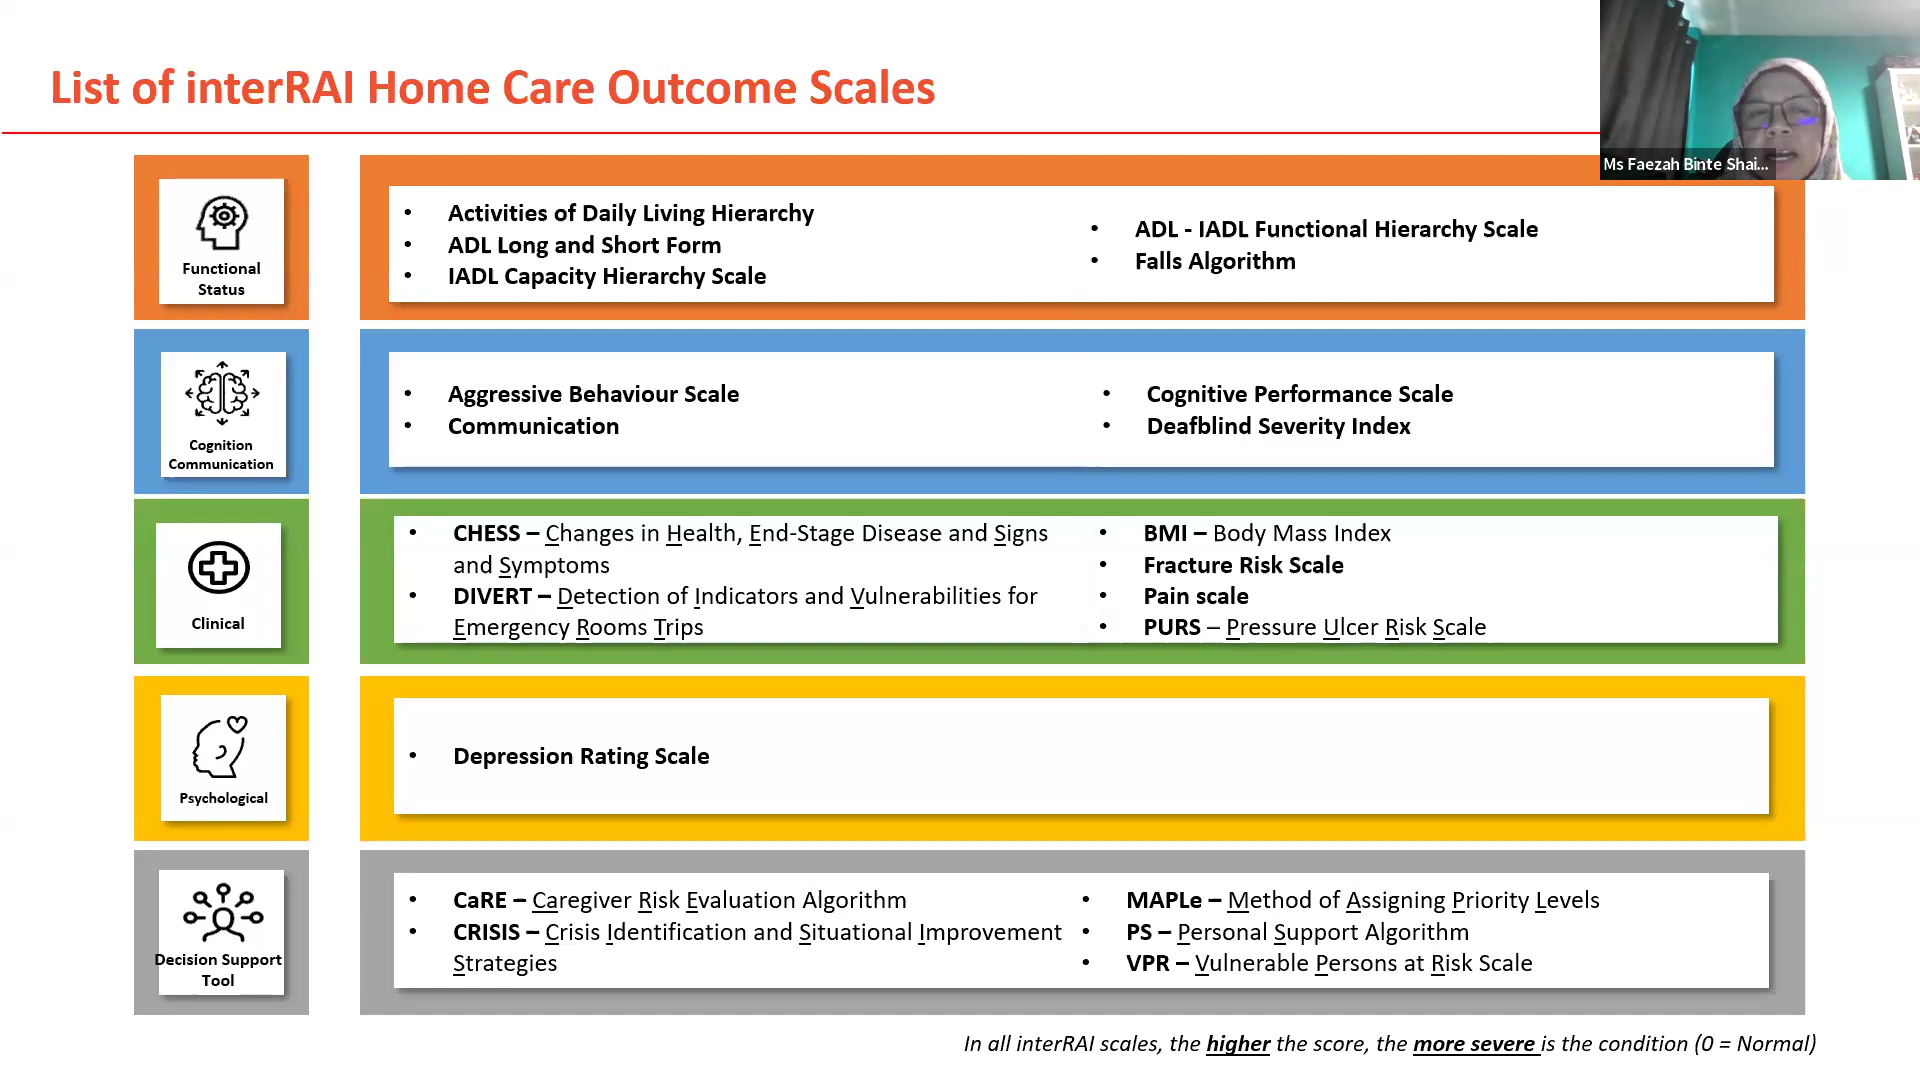 List of interRAI Home Care Outcome Scales
Ms Faezah Binte Shai...
Functional
Status
• Activities of Daily Living Hierarchy
• ADL Long and Short Form
• IADL Capacity Hierarchy Scale
• ADL - IADL Functional Hierarchy Scale
• Falls Algorithm
Cognition
Communication
• Aggressive Behaviour Scale
• Communication
• Cognitive Performance Scale
• Deafblind Severity Index
Clinical
• CHESS – Changes in Health, End-Stage Disease and Signs
and Symptoms
• DIVERT – Detection of Indicators and Vulnerabilities for
Emergency Rooms Trips
• BMI – Body Mass Index
• Fracture Risk Scale
• Pain scale
• PURS – Pressure Ulcer Risk Scale
Psychological
• Depression Rating Scale
Decision Support
Tool
• CaRE – Caregiver Risk Evaluation Algorithm
• CRISIS – Crisis Identification and Situational Improvement
Strategies
• MAPLe – Method of Assigning Priority Levels
• PS – Personal Support Algorithm
• VPR – Vulnerable Persons at Risk Scale
In all interRAI scales, the higher the score, the more severe is the condition (0 = Normal)